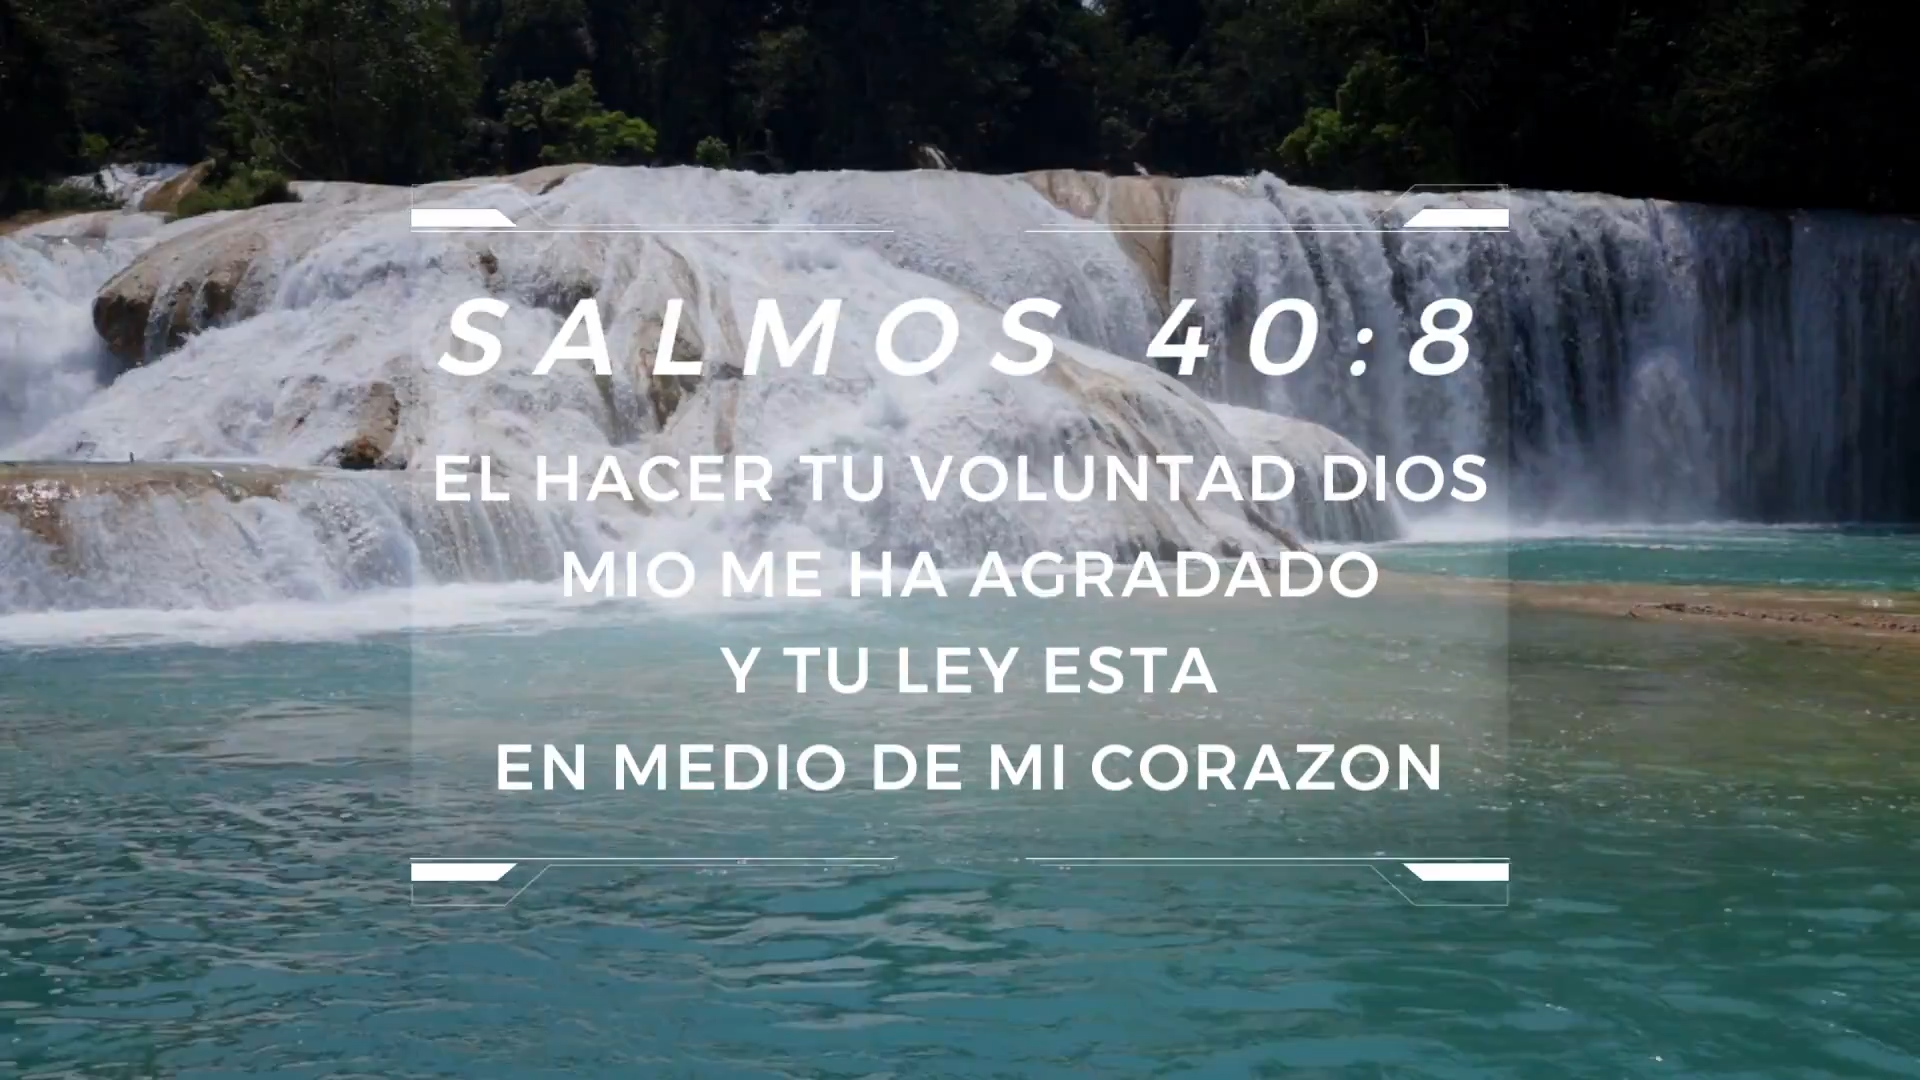 SALMOS 40:8
EL HACER TU VOLUNTAD DIOS
MIO ME HA AGRADADO
Y TU LEY ESTA
EN MEDIO DE MI CORAZON